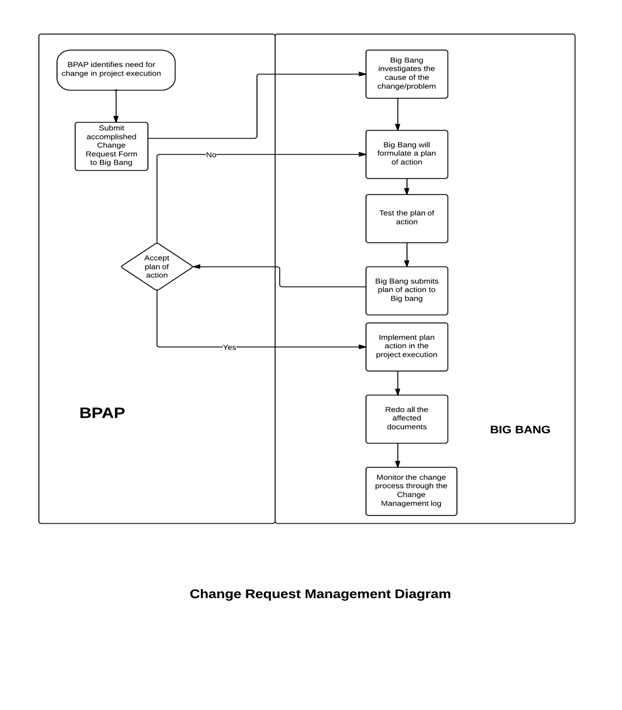 BPAP identifies need for
change in project execution
Submit
accomplished
Change
Request Form
to Big Bang
Big Bang
investigates the
cause of the
change/problem
No
Big Bang will
formulate a plan
of action
Test the plan of
action
Accept
plan of
action
Big Bang submits
plan of action to
Big bang
Yes
Implement plan
action in the
project execution
Redo all the
affected
documents
Monitor the change
process through the
Change
Management log
BPAP
BIG BANG
Change Request Management Diagram